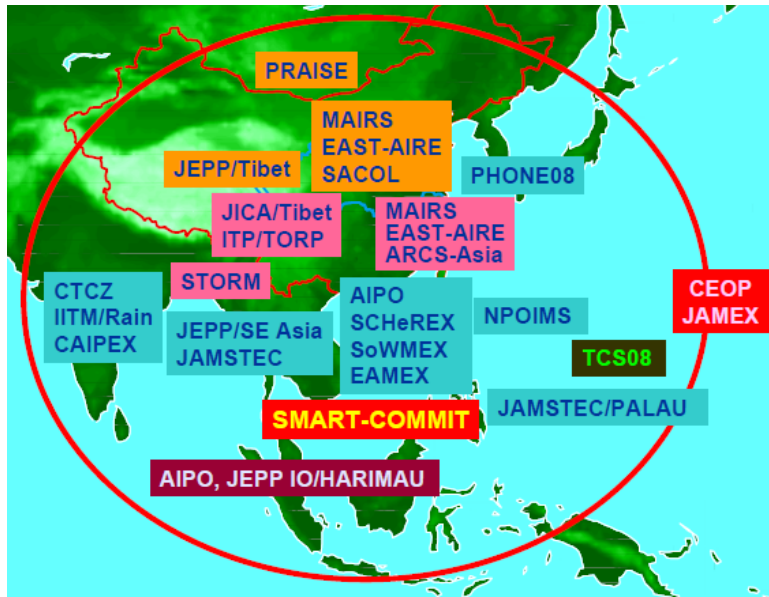 PRAISE
MAIRS
EAST-AIRE
SACOL
JEPP/Tibet
PHONE08
JICA/Tibet
ITP/TORP
MAIRS
EAST-AIRE
ARCS-Asia
STORM
CTCZ
IITM/Rain
CAIPEX
JEPP/SE Asia
JAMSTEC
AIPO
SCHeREX
SoWMEX
EAMEX
NPOIMS
CEOP
JAMEX
TCS08
JAMSTEC/PALAU
SMART-COMMIT
AIPO, JEPP IO/HARIMAU